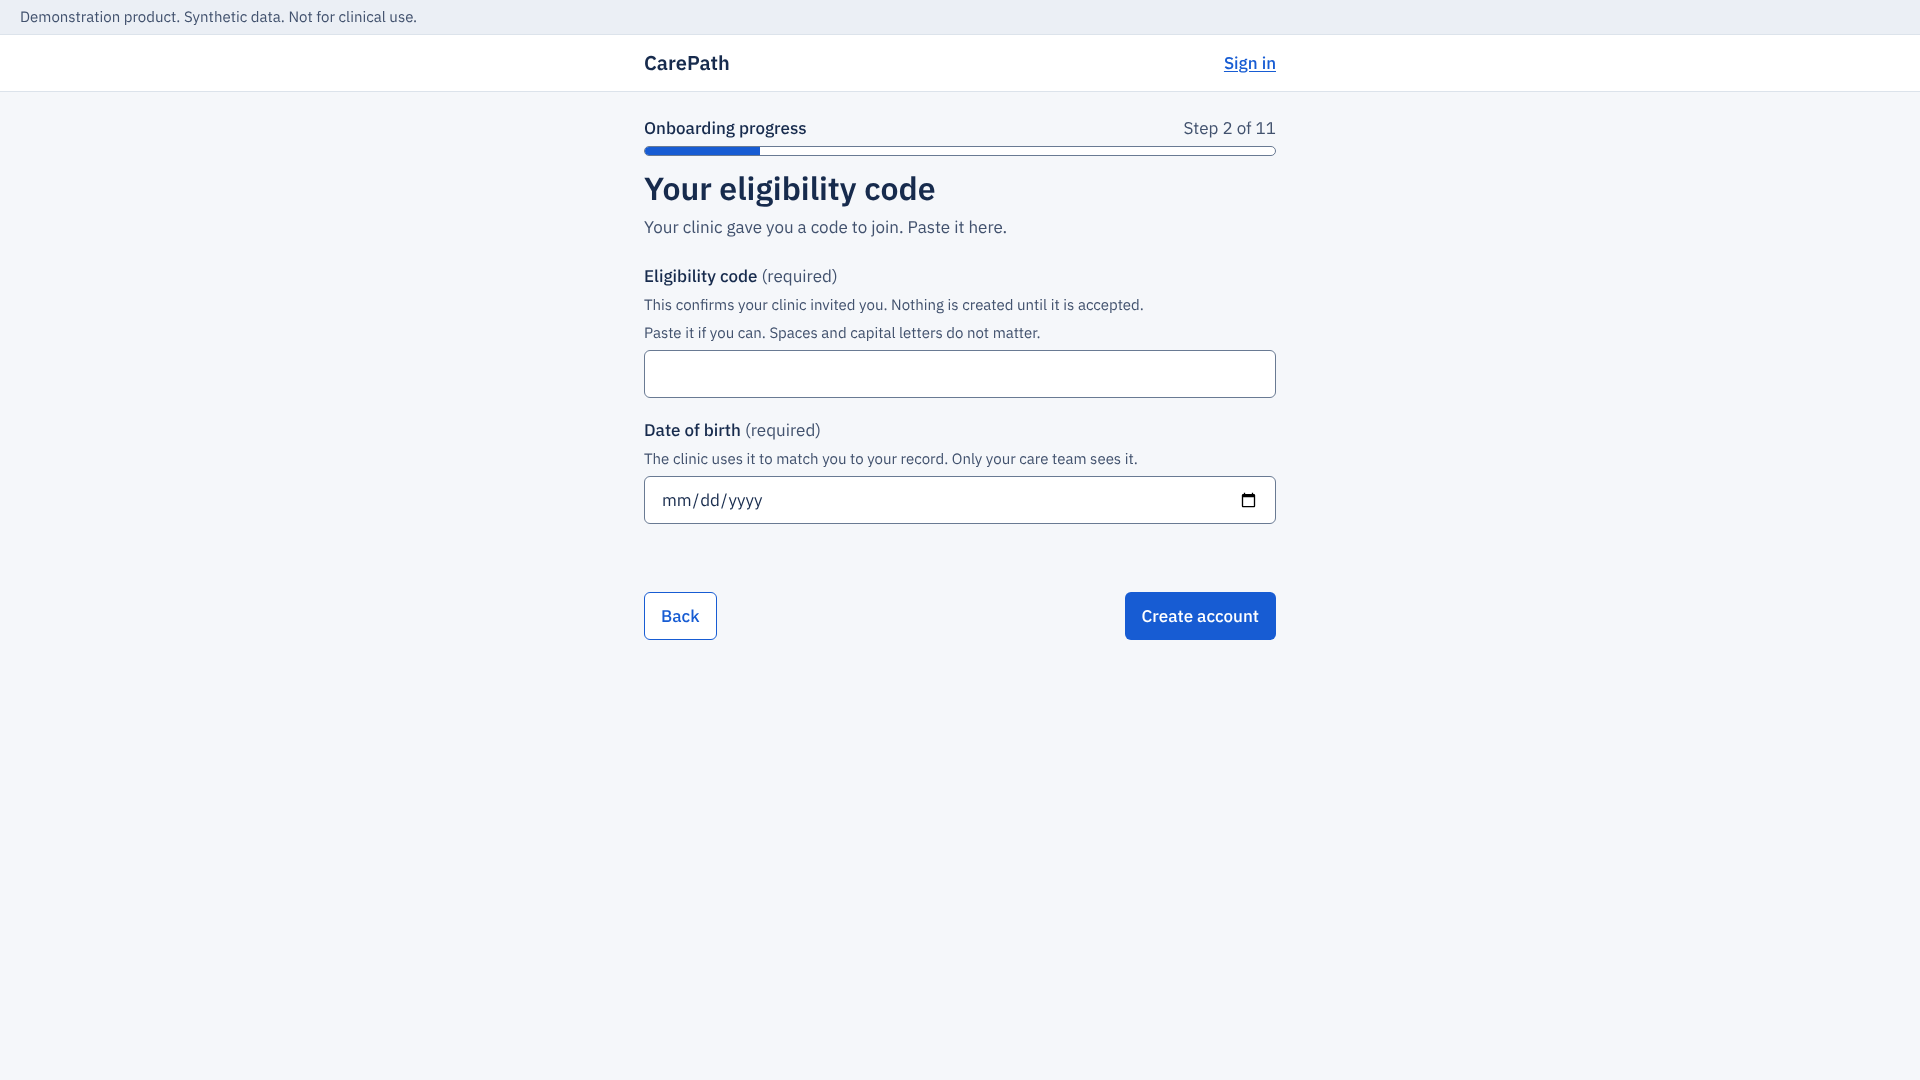 Demonstration product. Synthetic data. Not for clinical use.
CarePath
Sign in
Onboarding progress
Step 2 of 11
Your eligibility code
Your clinic gave you a code to join. Paste it here.
Eligibility code (required)
This confirms your clinic invited you. Nothing is created until it is accepted.
Paste it if you can. Spaces and capital letters do not matter.
Date of birth (required)
The clinic uses it to match you to your record. Only your care team sees it.
mm/dd/yyyy
Back
Create account